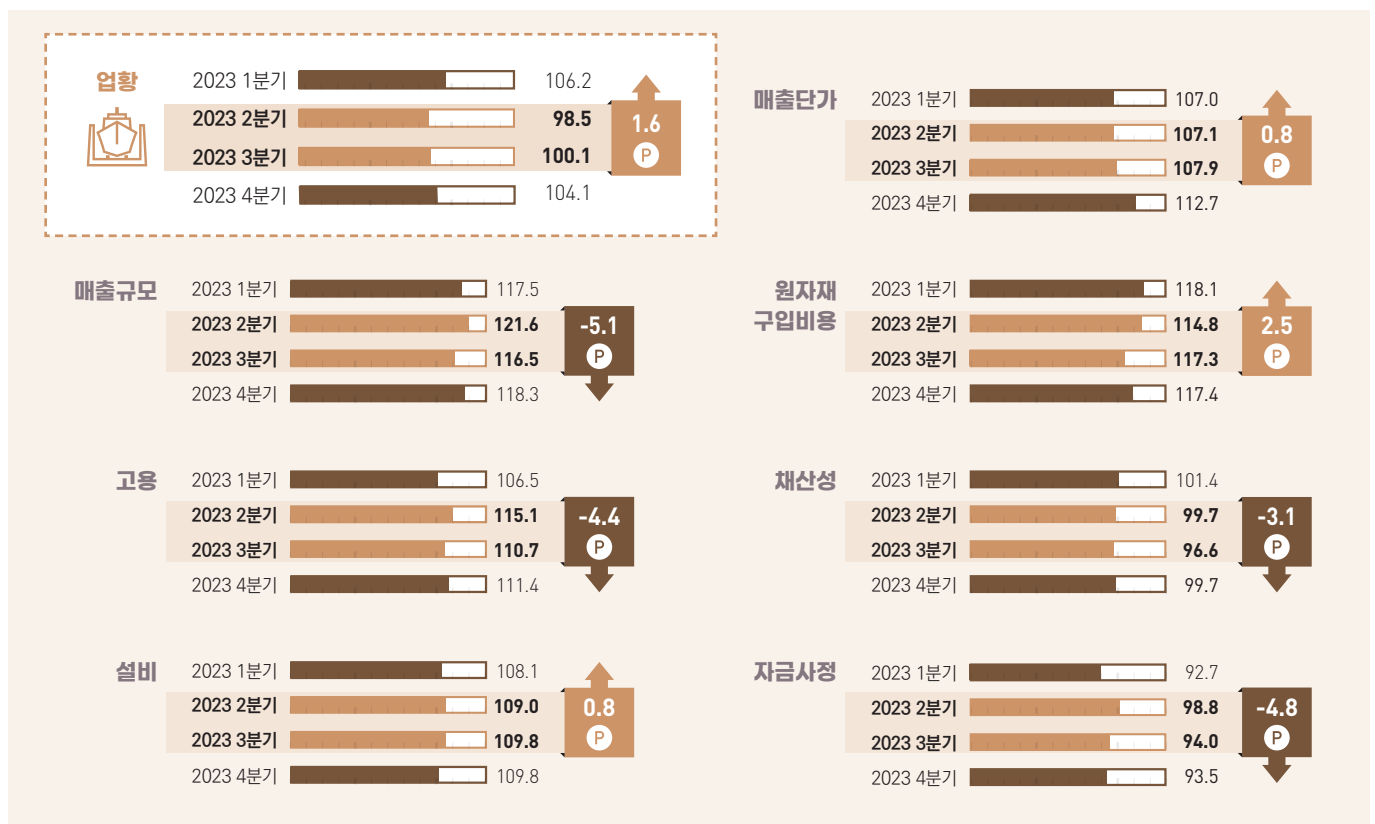 업황
2023 1분기 106.2
2023 2분기 98.5
2023 3분기 100.1
2023 4분기 104.1
1.6
P
매출단가
2023 1분기 107.0
2023 2분기 107.1
2023 3분기 107.9
2023 4분기 112.7
0.8
P
매출규모
2023 1분기 117.5
2023 2분기 121.6
2023 3분기 116.5
2023 4분기 118.3
-5.1
P
원자재
구입비용
2023 1분기 118.1
2023 2분기 114.8
2023 3분기 117.3
2023 4분기 117.4
2.5
P
고용
2023 1분기 106.5
2023 2분기 115.1
2023 3분기 110.7
2023 4분기 111.4
-4.4
P
채산성
2023 1분기 101.4
2023 2분기 99.7
2023 3분기 96.6
2023 4분기 99.7
-3.1
P
설비
2023 1분기 108.1
2023 2분기 109.0
2023 3분기 109.8
2023 4분기 109.8
0.8
P
자금사정
2023 1분기 92.7
2023 2분기 98.8
2023 3분기 94.0
2023 4분기 93.5
-4.8
P